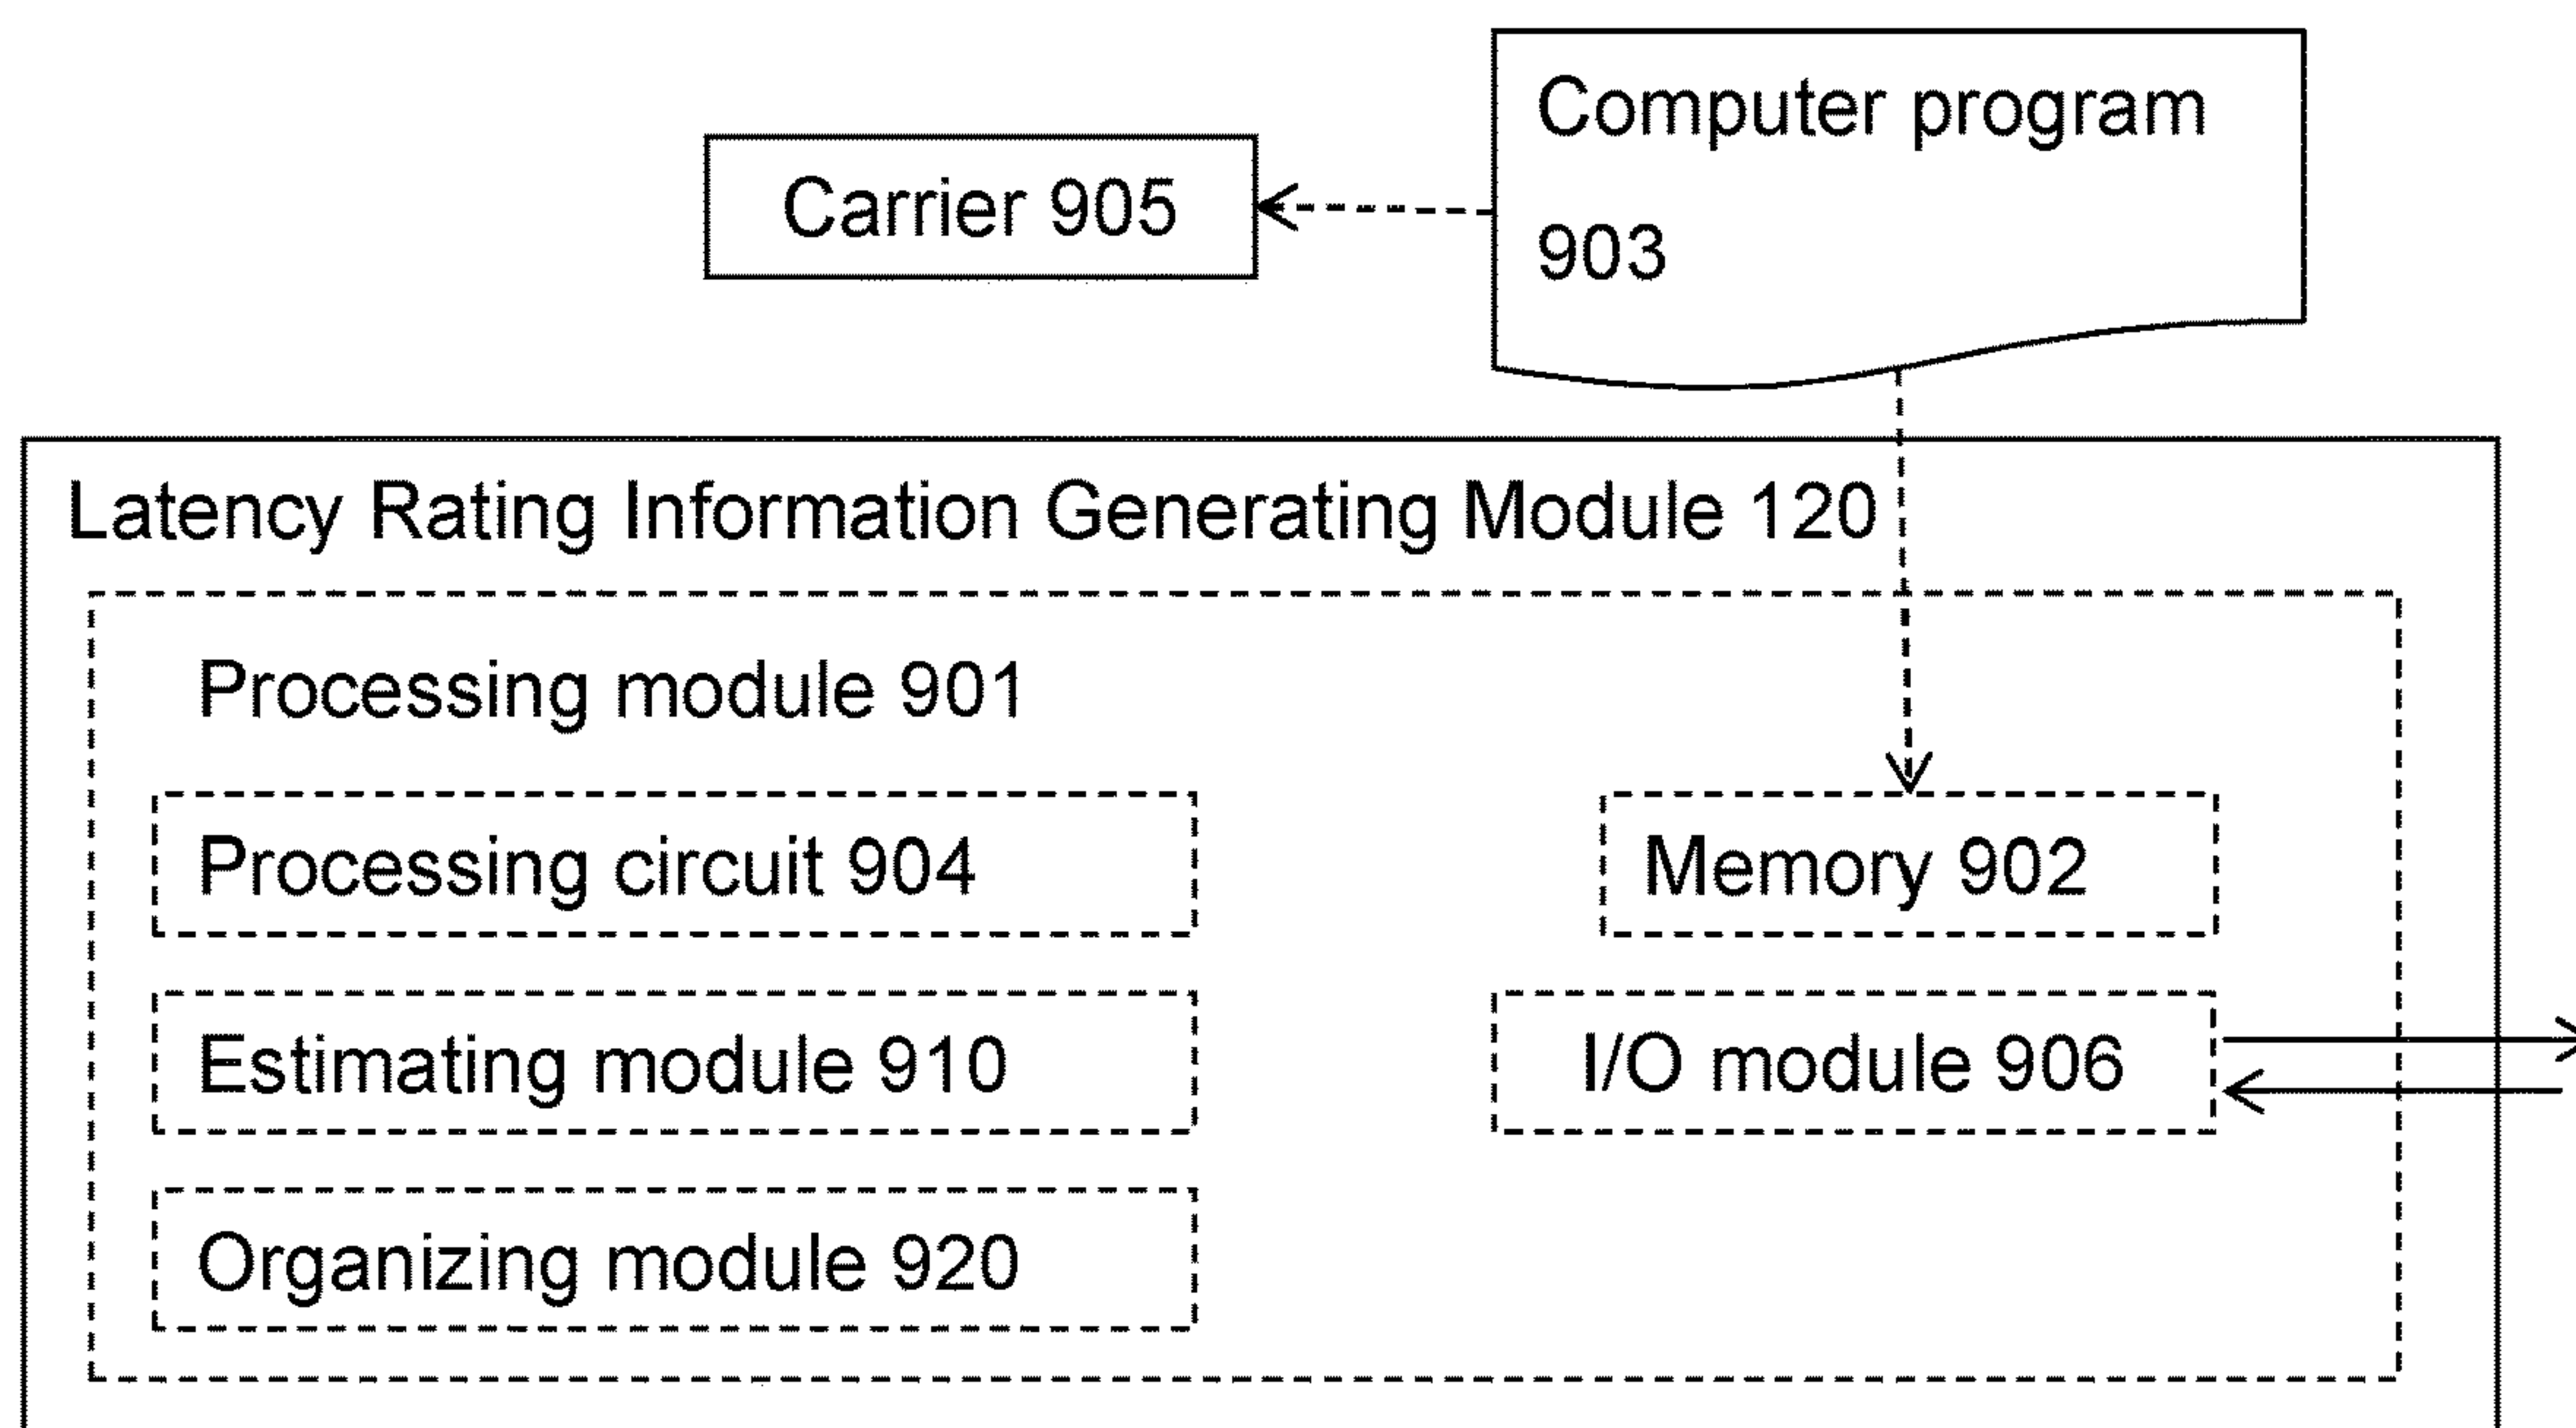 Computer program
903
Carrier 905
Latency Rating Information Generating Module 120
Processing module 901
Processing circuit 904
Memory 902
Estimating module 910
I/O module 906
Organizing module 920